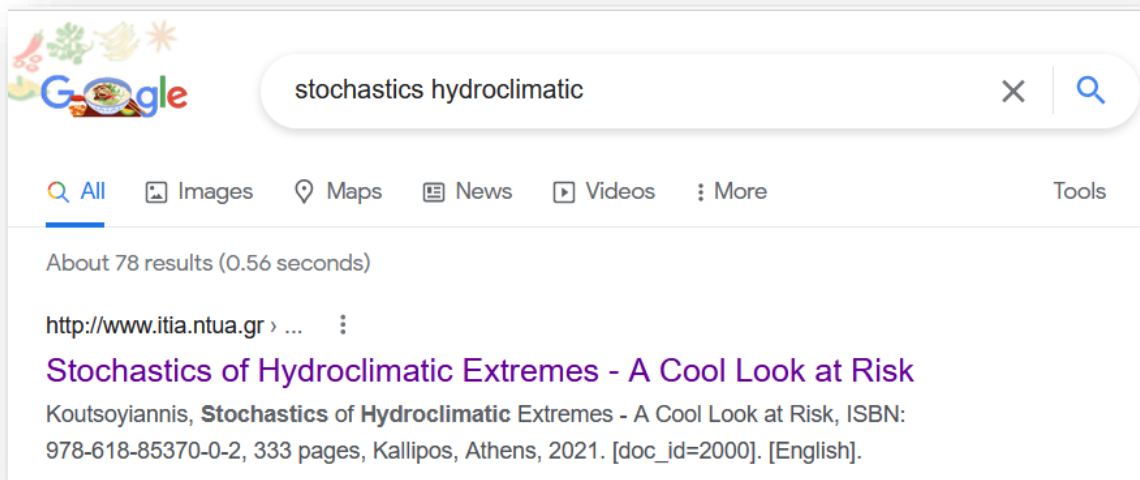 Google
stochastics hydroclimatic
All Images Maps News Videos More Tools
About 78 results (0.56 seconds)
http://www.itia.ntua.gr › ...
Stochastics of Hydroclimatic Extremes - A Cool Look at Risk
Koutsoyiannis, Stochastics of Hydroclimatic Extremes - A Cool Look at Risk, ISBN:
978-618-85370-0-2, 333 pages, Kallipos, Athens, 2021. [doc_id=2000]. [English].